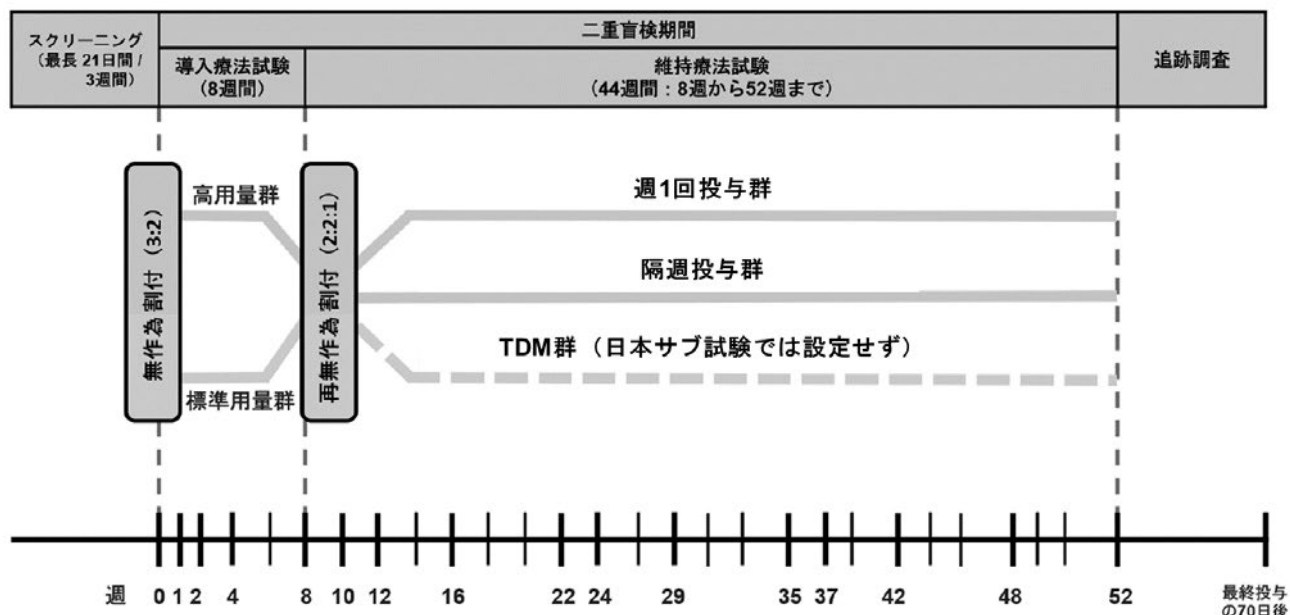 スクリーニング
(最長 21日間 /
3週間)
二重盲検期間
導入療法試験
(8週間)
維持療法試験
(44週間：8週から52週まで)
追跡調査
無作為割付 (3:2)
高用量群
標準用量群
再無作為割付 (2:2:1)
週1回投与群
隔週投与群
TDM群（日本サブ試験では設定せず）
週 0 1 2 4 8 10 12 16 22 24 29 35 37 42 48 52
最終投与
の70日後